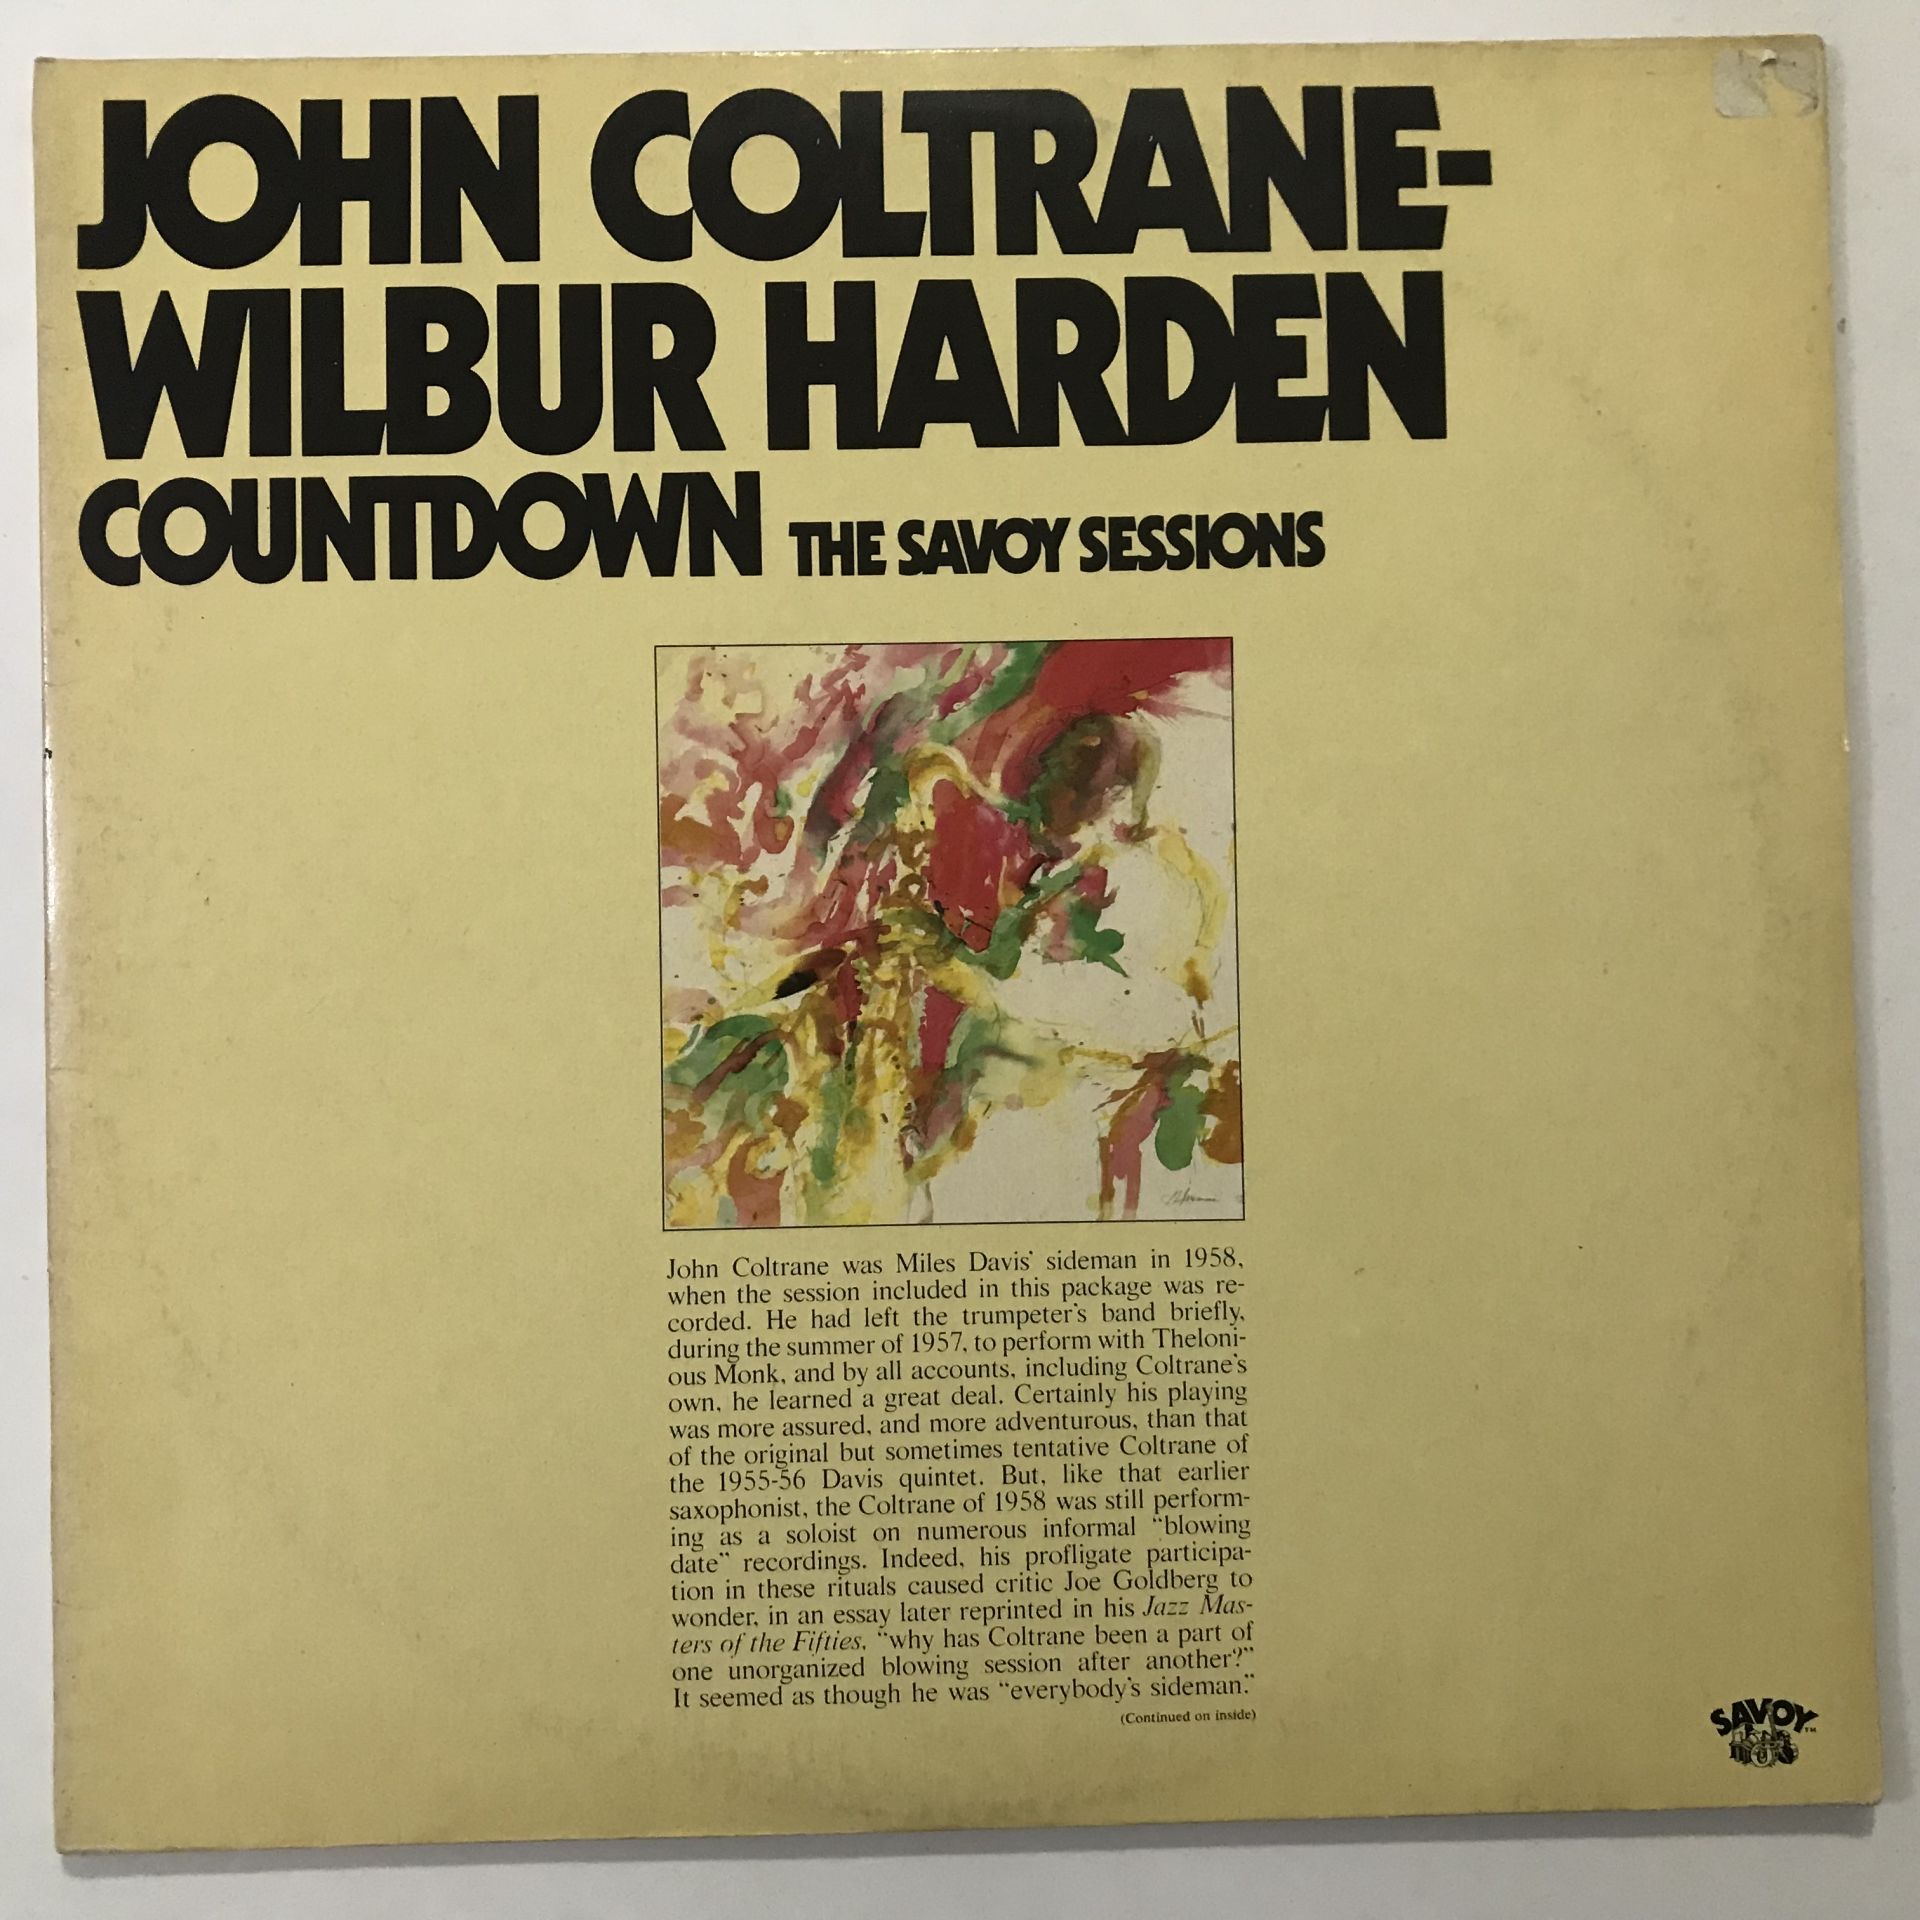 JOHN COLTRANE-
WILBUR HARDEN
COUNTDOWN THE SAVOY SESSIONS
John Coltrane was Miles Davis' sideman in 1958,
when the session included in this package was re-
corded. He had left the trumpeter's band briefly,
during the summer of 1957, to perform with Theloni-
ous Monk, and by all accounts, including Coltrane's
own, he learned a great deal. Certainly his playing
was more assured, and more adventurous, than that
of the original but sometimes tentative Coltrane of
the 1955-56 Davis quintet. But, like that earlier
saxophonist, the Coltrane of 1958 was still perform-
ing as a soloist on numerous informal “blowing
date” recordings. Indeed, his profligate participa-
tion in these rituals caused critic Joe Goldberg to
wonder, in an essay later reprinted in his Jazz Mas-
ters of the Fifties, “why has Coltrane been a part of
one unorganized blowing session after another?”
It seemed as though he was “everybody's sideman.”
(Continued on inside)
SAVOY™